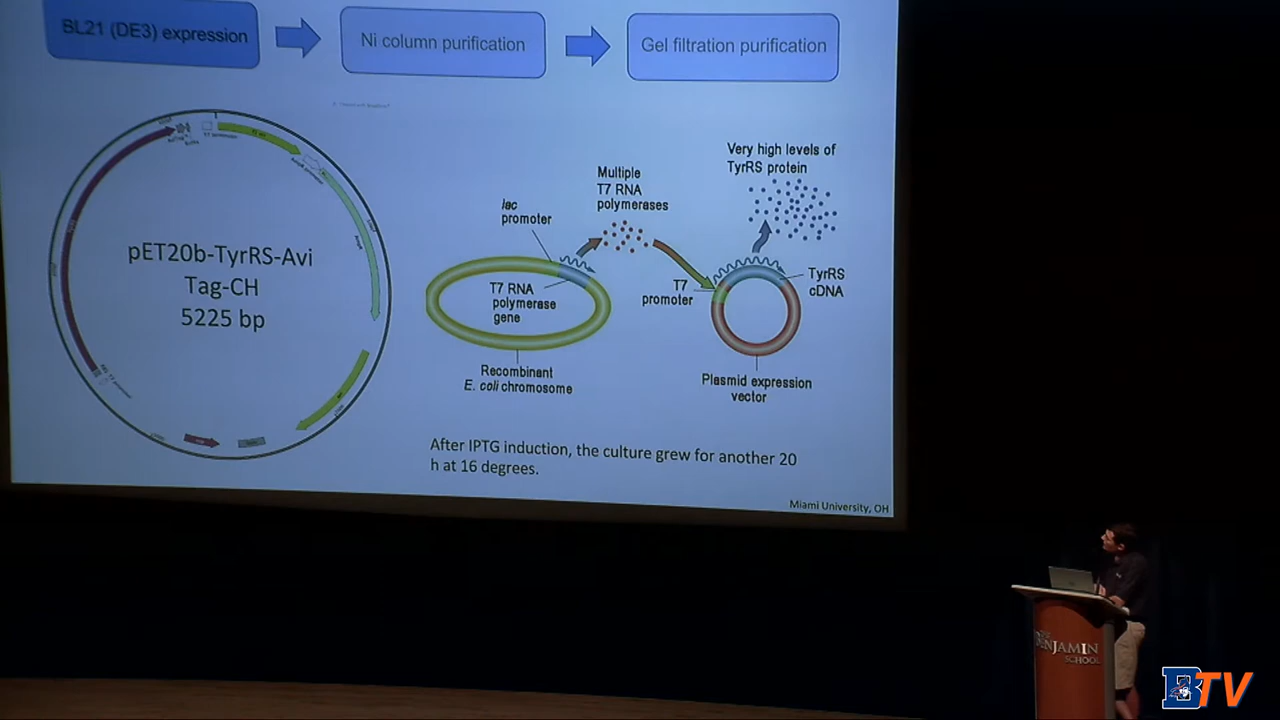 BL21 (DE3) expression
Ni column purification
Gel filtration purification
pET20b-TyrRS-Avi
Tag-CH
5225 bp
lac
promoter
Multiple
T7 RNA
polymerases
Very high levels of
TyrRS protein
T7 RNA
polymerase
gene
T7
promoter
TyrRS
cDNA
Recombinant
E. coli chromosome
Plasmid expression
vector
After IPTG induction, the culture grew for another 20
h at 16 degrees.
Miami University, OH
THE
BENJAMIN
SCHOOL
B TV